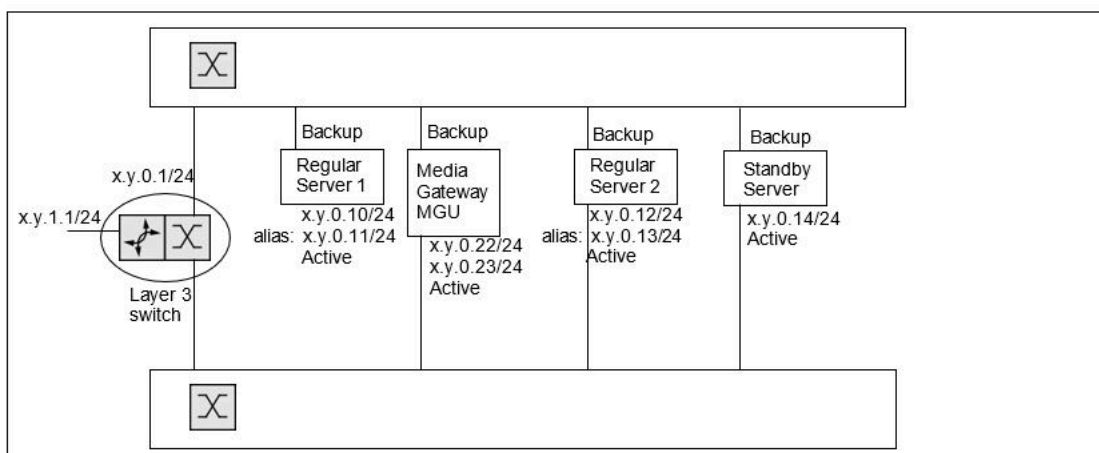 Backup
Backup
Backup
Backup
Regular
Server 1
Media
Gateway
MGU
Regular
Server 2
Standby
Server
x.y.0.1/24
x.y.1.1/24
x.y.0.10/24
alias: x.y.0.11/24
Active
x.y.0.22/24
x.y.0.23/24
Active
x.y.0.12/24
alias: x.y.0.13/24
Active
x.y.0.14/24
Active
Layer 3
switch